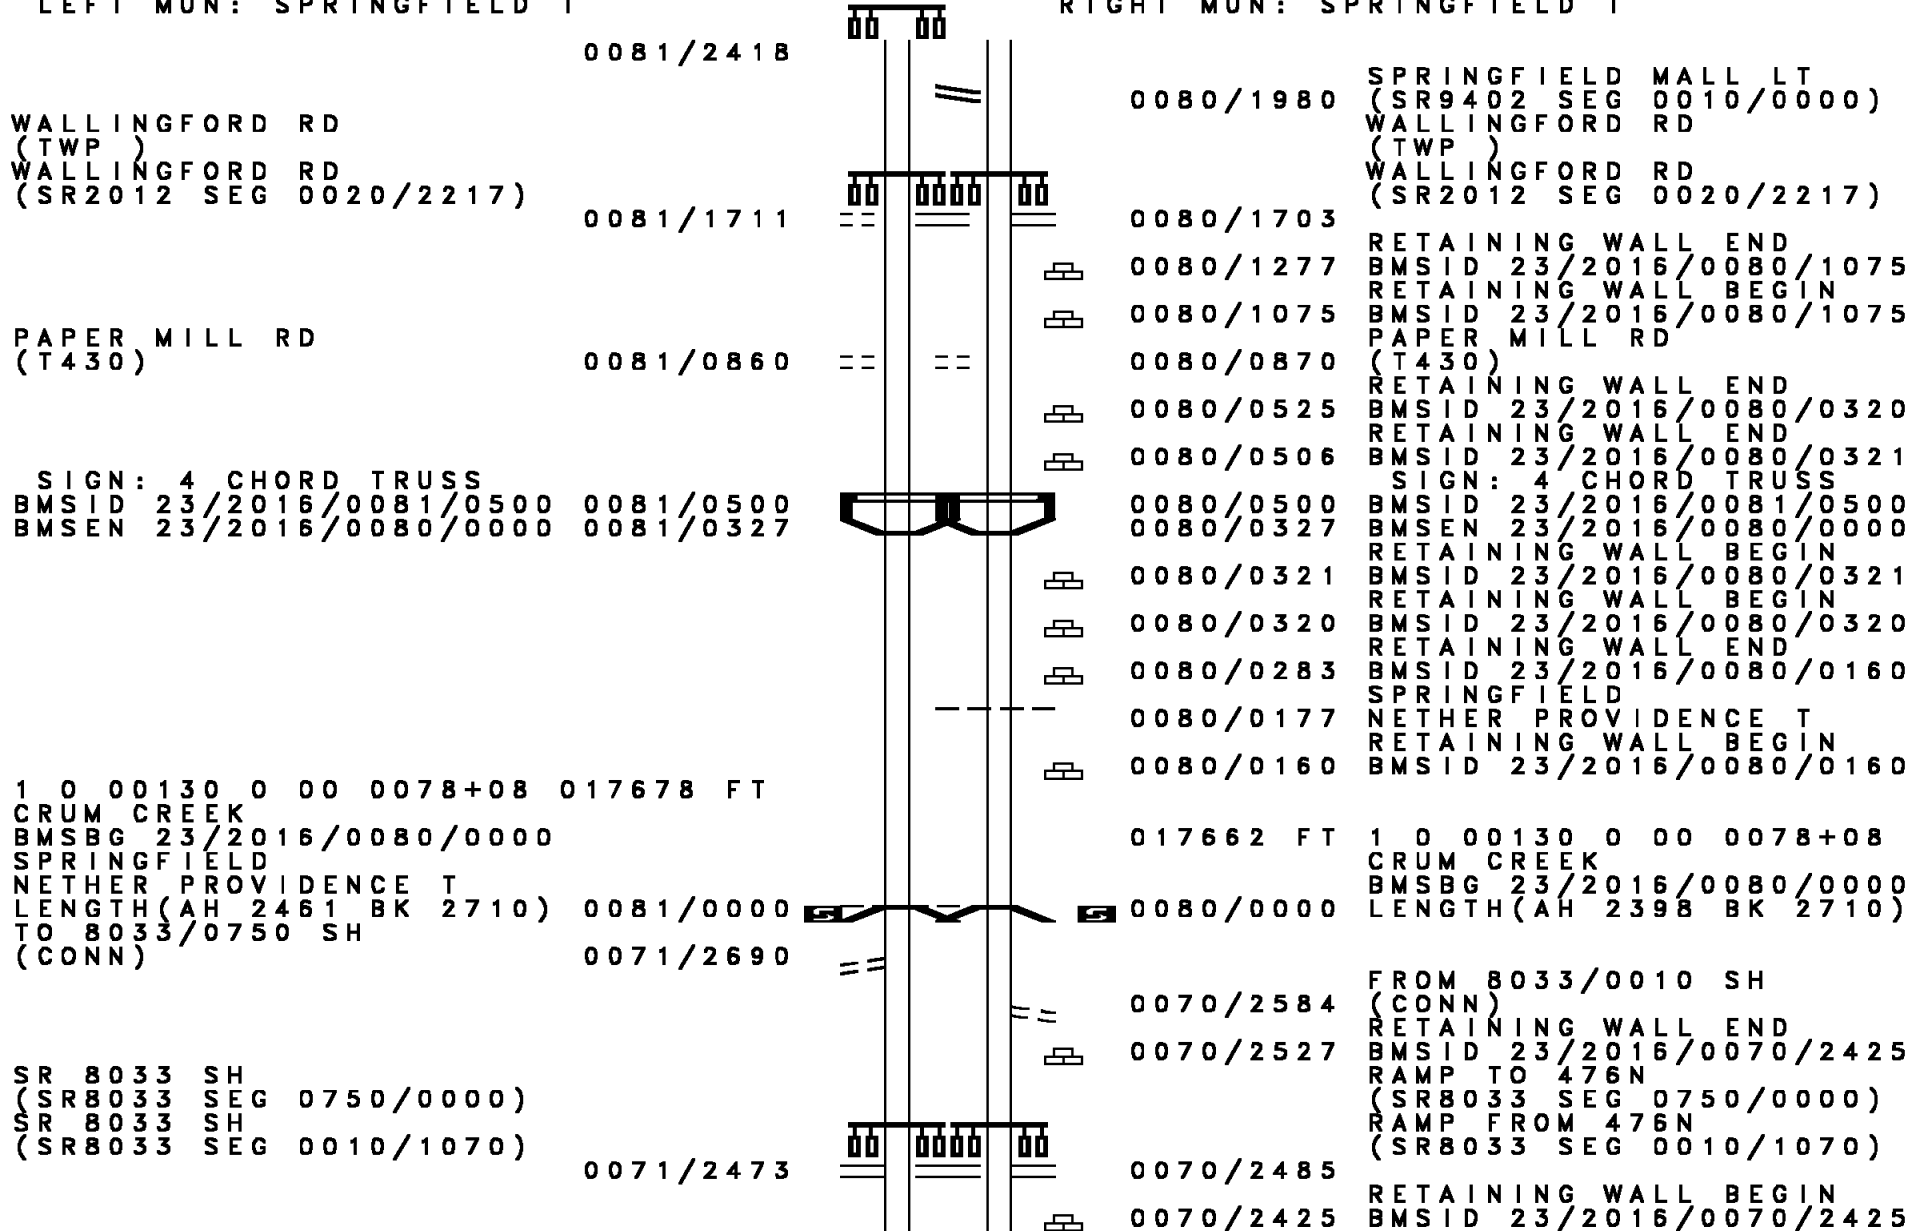 LEFT MUN: SPRINGFIELD T
RIGHT MUN: SPRINGFIELD T
0081/2418
SPRINGFIELD MALL LT
0080/1980 (SR9402 SEG 0010/0000)
WALLINGFORD RD
(TWP )
WALLINGFORD RD
(SR2012 SEG 0020/2217)
0081/1711
WALLINGFORD RD
(TWP )
WALLINGFORD RD
(SR2012 SEG 0020/2217)
0080/1703
RETAINING WALL END
0080/1277 BMSID 23/2016/0080/1075
RETAINING WALL BEGIN
0080/1075 BMSID 23/2016/0080/1075
PAPER MILL RD
(T430) 0081/0860
PAPER MILL RD
0080/0870 (T430)
RETAINING WALL END
0080/0525 BMSID 23/2016/0080/0320
RETAINING WALL END
0080/0506 BMSID 23/2016/0080/0321
SIGN: 4 CHORD TRUSS
BMSID 23/2016/0081/0500 0081/0500
BMSEN 23/2016/0080/0000 0081/0327
SIGN: 4 CHORD TRUSS
0080/0500 BMSID 23/2016/0081/0500
0080/0327 BMSEN 23/2016/0080/0000
RETAINING WALL BEGIN
0080/0321 BMSID 23/2016/0080/0321
RETAINING WALL BEGIN
0080/0320 BMSID 23/2016/0080/0320
RETAINING WALL END
0080/0283 BMSID 23/2016/0080/0160
SPRINGFIELD
0080/0177 NETHER PROVIDENCE T
RETAINING WALL BEGIN
0080/0160 BMSID 23/2016/0080/0160
1 0 00130 0 00 0078+08 017678 FT
CRUM CREEK
BMSBG 23/2016/0080/0000
SPRINGFIELD
NETHER PROVIDENCE T
LENGTH(AH 2461 BK 2710) 0081/0000 S
017662 FT 1 0 00130 0 00 0078+08
CRUM CREEK
BMSBG 23/2016/0080/0000
S 0080/0000 LENGTH(AH 2398 BK 2710)
TO 8033/0750 SH
(CONN) 0071/2690
FROM 8033/0010 SH
0070/2584 (CONN)
RETAINING WALL END
0070/2527 BMSID 23/2016/0070/2425
SR 8033 SH
(SR8033 SEG 0750/0000)
SR 8033 SH
(SR8033 SEG 0010/1070)
0071/2473
RAMP TO 476N
(SR8033 SEG 0750/0000)
RAMP FROM 476N
(SR8033 SEG 0010/1070)
0070/2485
RETAINING WALL BEGIN
0070/2425 BMSID 23/2016/0070/2425